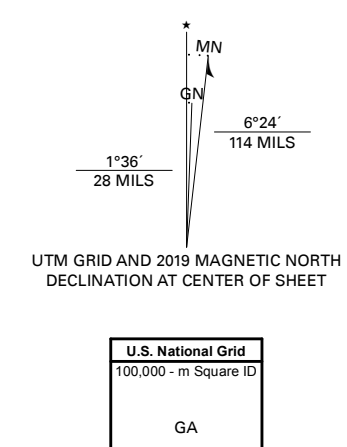 ★
MN
GN
6°24´
114 MILS
1°36´
28 MILS
UTM GRID AND 2019 MAGNETIC NORTH
DECLINATION AT CENTER OF SHEET
U.S. National Grid
100,000 - m Square ID
GA